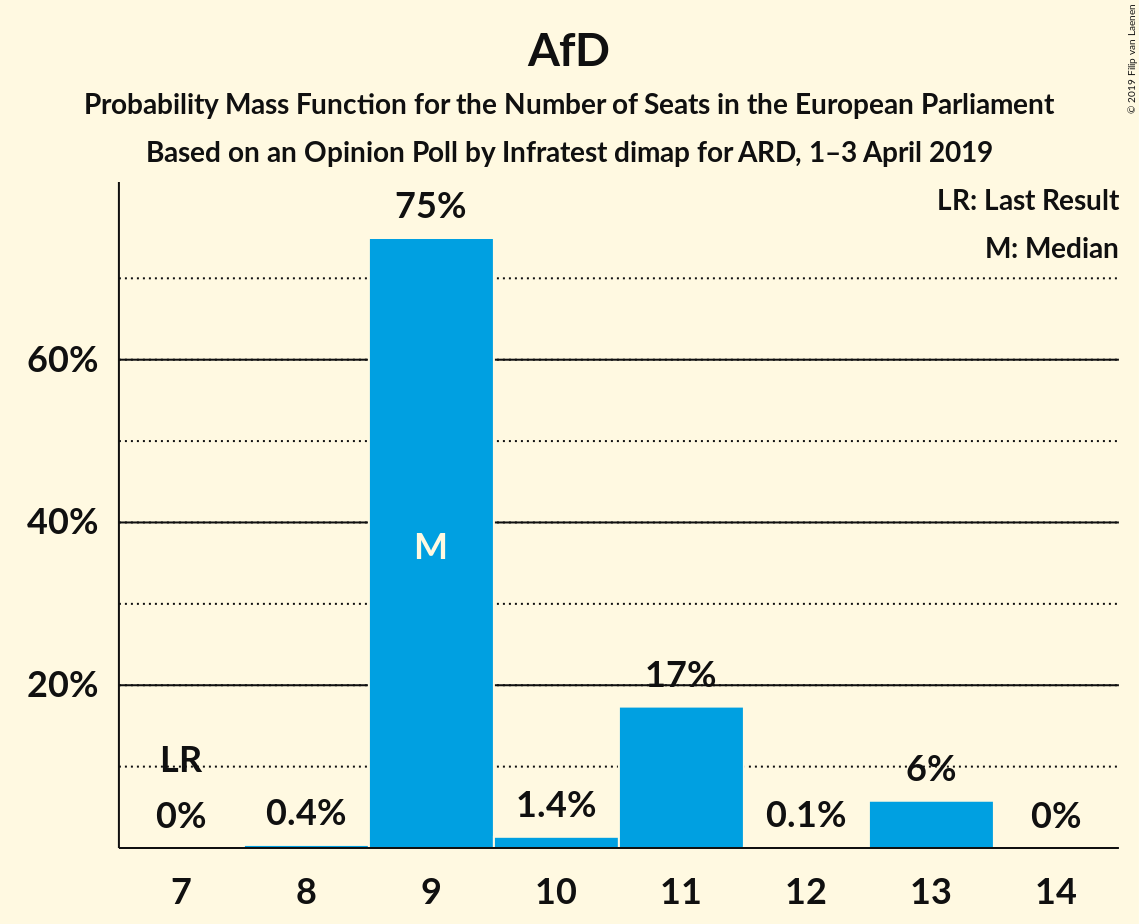 AfD
Probability Mass Function for the Number of Seats in the European Parliament
Based on an Opinion Poll by Infratest dimap for ARD, 1–3 April 2019
© 2019 Filip van Laenen
LR: Last Result
M: Median
75%
60%
40%
M
17%
20%
LR
6%
0%
0.4%
1.4%
0.1%
0%
7 8 9 10 11 12 13 14